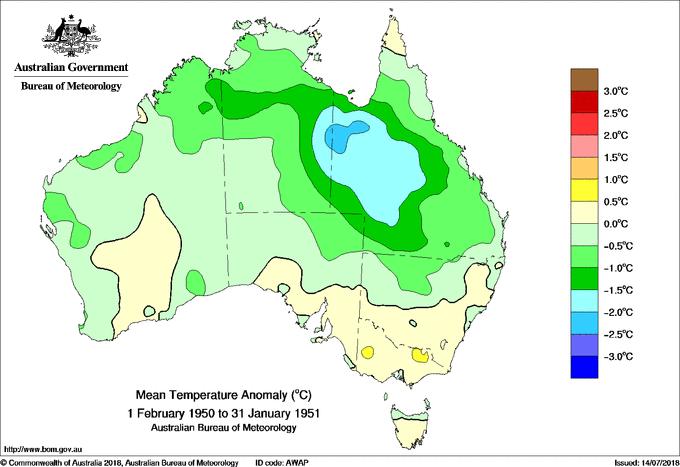 Australian Government
Bureau of Meteorology
3.0°C
2.5°C
2.0°C
1.5°C
1.0°C
0.5°C
0.0°C
-0.5°C
-1.0°C
-1.5°C
-2.0°C
-2.5°C
-3.0°C
Mean Temperature Anomaly (°C)
1 February 1950 to 31 January 1951
Australian Bureau of Meteorology
http://www.bom.gov.au
© Commonwealth of Australia 2018, Australian Bureau of Meteorology ID code: AWAP Issued: 14/07/2018